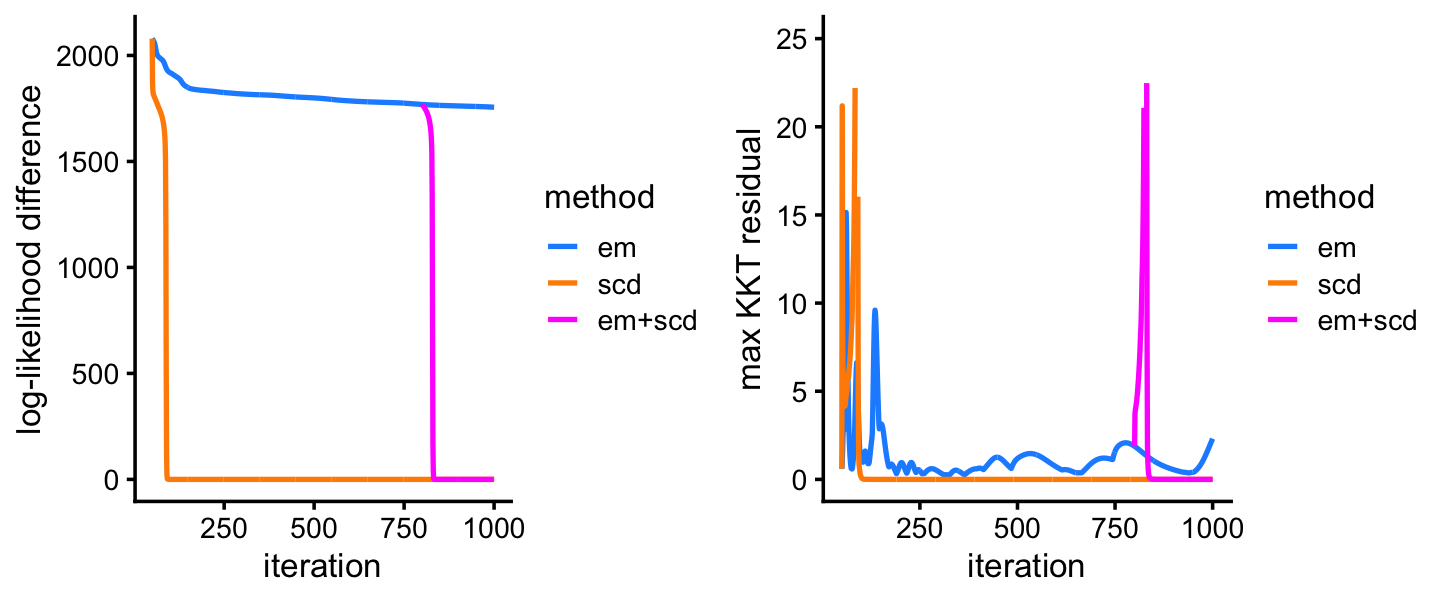 log-likelihood difference
2000
1500
1000
500
0
250
500
750
1000
iteration
method
em
scd
em+scd
max KKT residual
25
20
15
10
5
0
250
500
750
1000
iteration
method
em
scd
em+scd